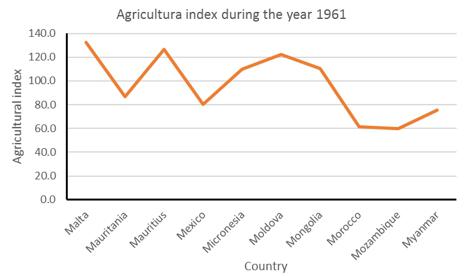 Agricultura index during the year 1961
140.0
120.0
100.0
80.0
60.0
40.0
20.0
0.0
Agricultural index
Malta
Mauritania
Mauritius
Mexico
Micronesia
Moldova
Mongolia
Morocco
Mozambique
Myanmar
Country